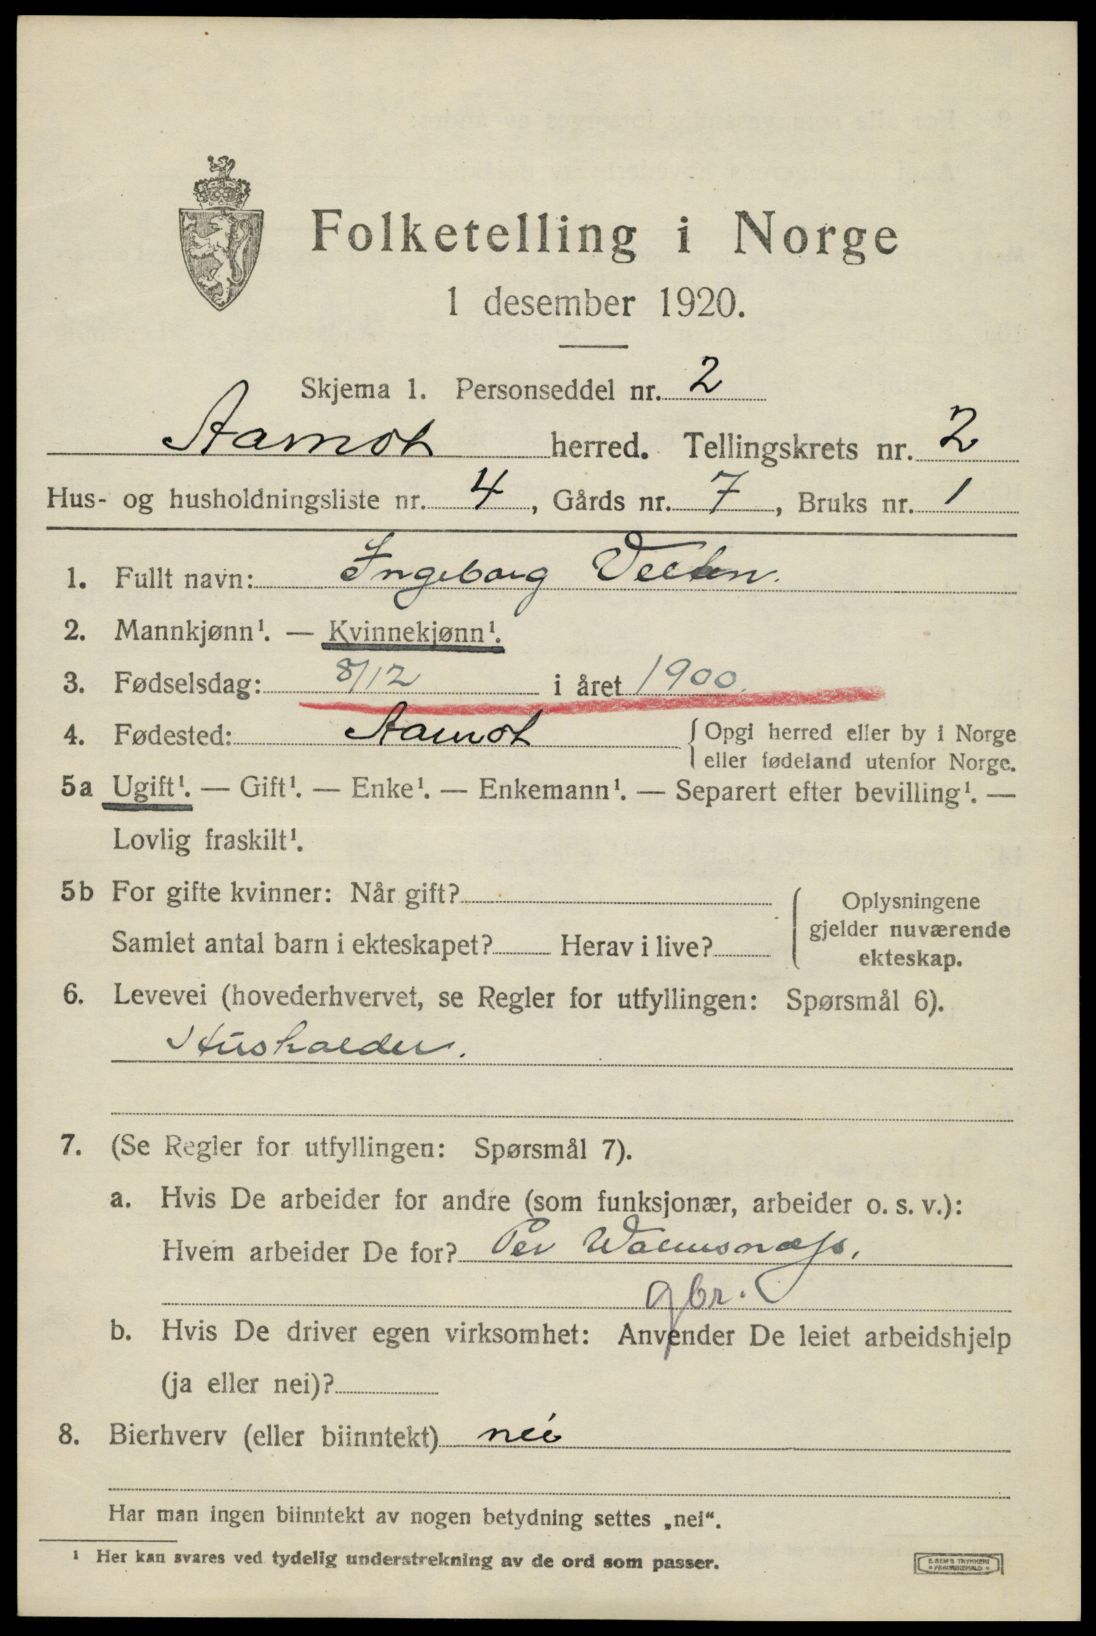 Folketelling i Norge
1 desember 1920.
Skjema 1. Personseddel nr. 2
Aamot herred. Tellingskrets nr. 2
Hus- og husholdningsliste nr. 4, Gårds nr. 7, Bruks nr. 1
1. Fullt navn: Ingeborg
2. Mannkjønn¹. — Kvinnekjønn¹.
3. Fødselsdag: 8/12 i året 1900.
4. Fødested: Aamot {Opgi herred eller by i Norge
eller fødeland utenfor Norge.
5a Ugift¹. — Gift¹. — Enke¹. — Enkemann¹. — Separert efter bevilling¹. —
Lovlig fraskilt¹.
5b For gifte kvinner: Når gift?
Samlet antal barn i ekteskapet? Herav i live?
Oplysningene
gjelder nuværende
ekteskap.
6. Levevei (hovederhvervet, se Regler for utfyllingen: Spørsmål 6).
Husholder.
7. (Se Regler for utfyllingen: Spørsmål 7).
a. Hvis De arbeider for andre (som funksjonær, arbeider o. s. v.):
Hvem arbeider De for? Per
gbr.
b. Hvis De driver egen virksomhet: Anvender De leiet arbeidshjelp
(ja eller nei)?
8. Bierhverv (eller biinntekt) nei
Har man ingen biinntekt av nogen betydning settes „nei“.
¹ Her kan svares ved tydelig understrekning av de ord som passer.